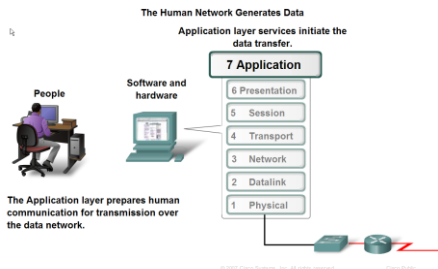 The Human Network Generates Data
Application layer services initiate the
data transfer.
7 Application
People
Software and
hardware
6 Presentation
5 Session
4 Transport
3 Network
2 Datalink
1 Physical
The Application layer prepares human
communication for transmission over
the data network.